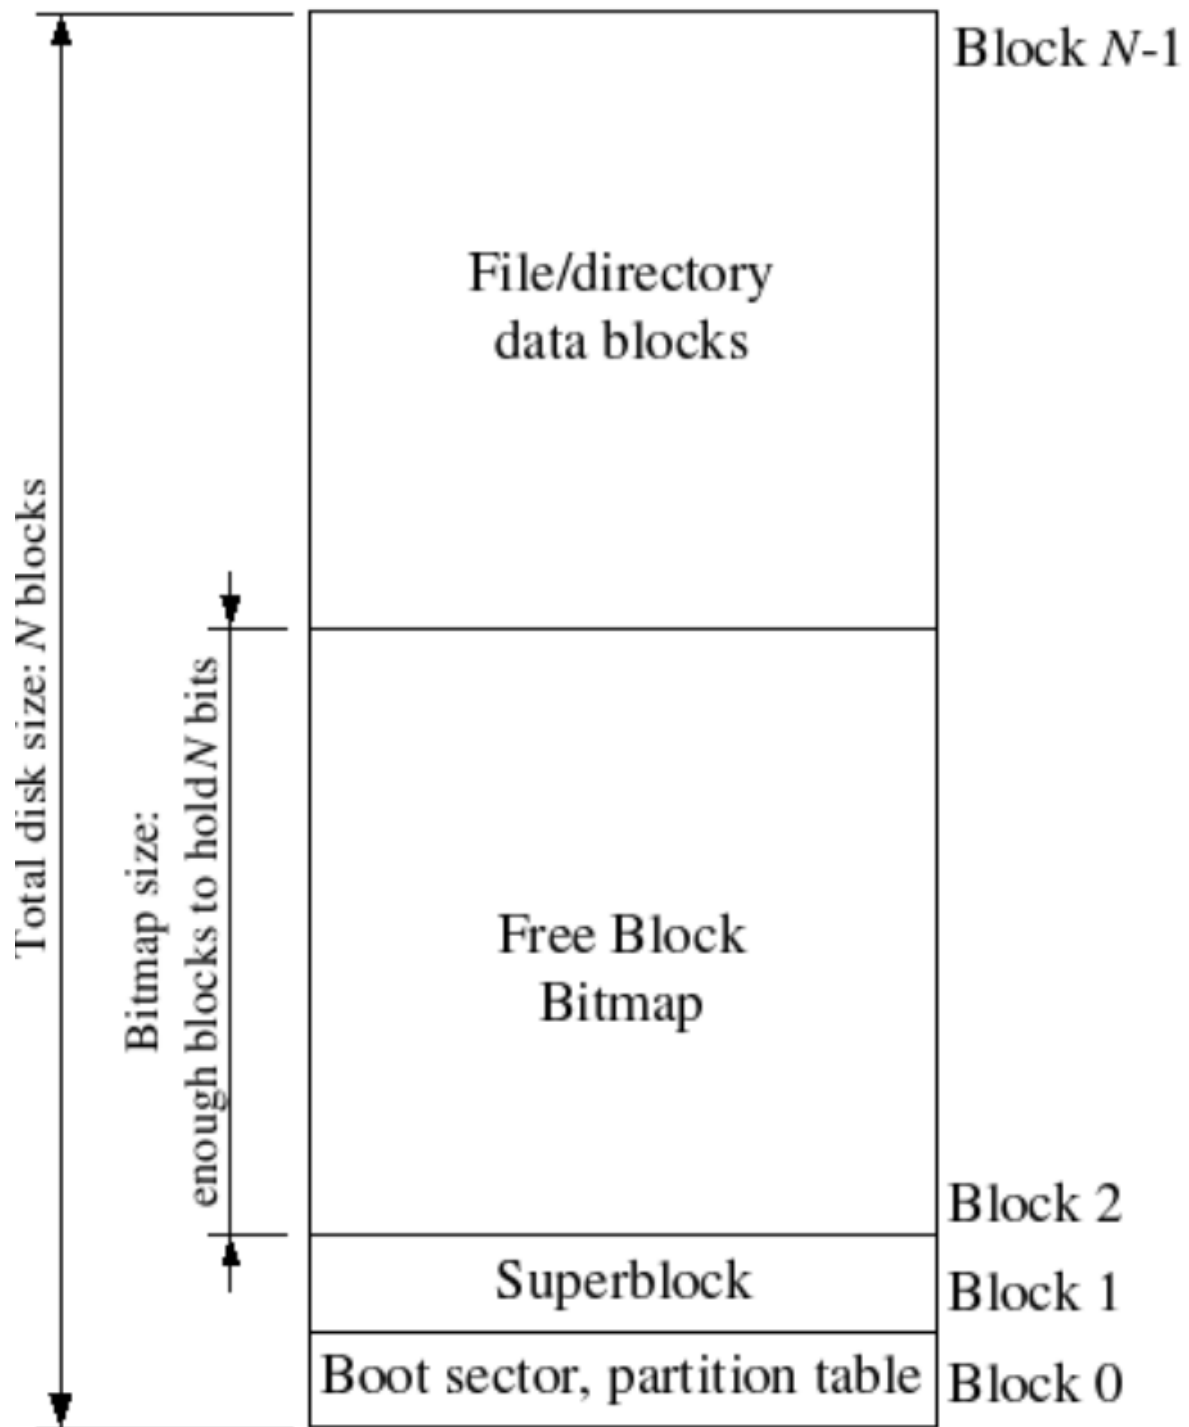 Block N-1
File/directory
data blocks
Total disk size: N blocks
Bitmap size:
enough blocks to hold N bits
Free Block
Bitmap
Block 2
Superblock
Block 1
Boot sector, partition table
Block 0